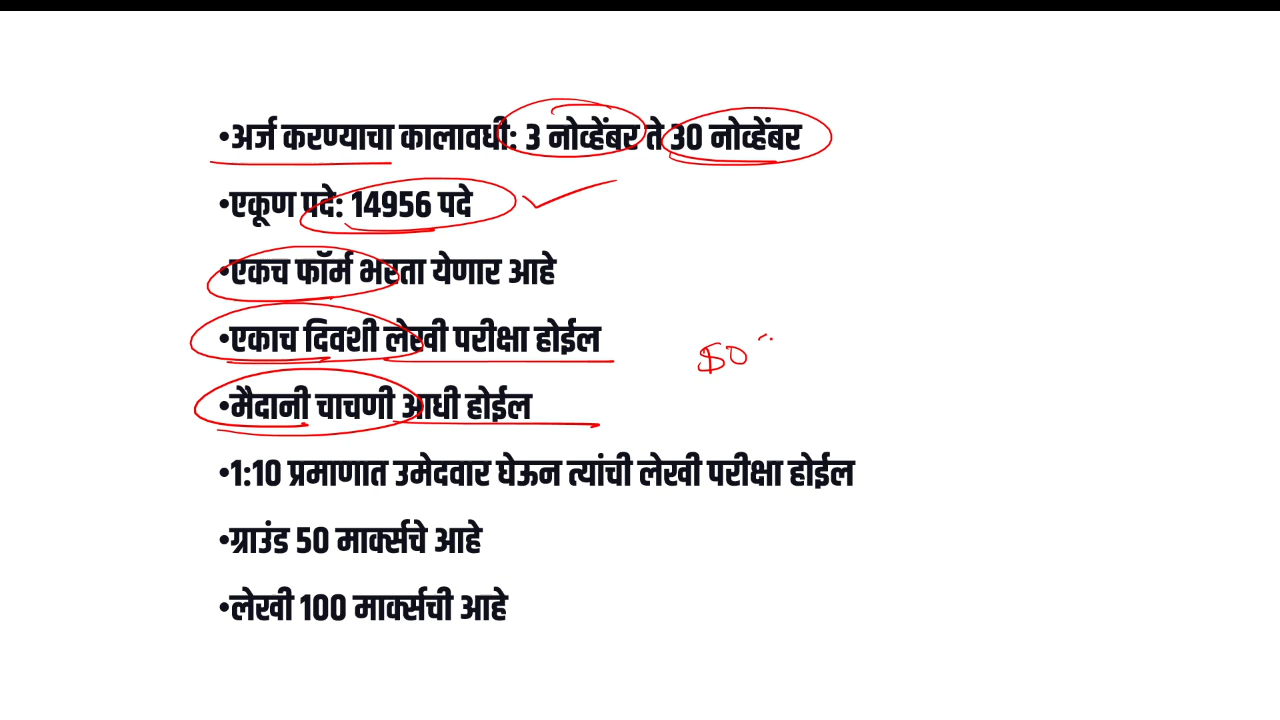 •अर्ज करण्याचा कालावधी: 3 नोव्हेंबर ते 30 नोव्हेंबर
•एकूण पदे: 14956 पदे
•एकच फॉर्म भरता येणार आहे
•एकाच दिवशी लेखी परीक्षा होईल
50
•मैदानी चाचणी आधी होईल
•1:10 प्रमाणात उमेदवार घेऊन त्यांची लेखी परीक्षा होईल
•ग्राउंड 50 मार्क्सचे आहे
•लेखी 100 मार्क्सची आहे